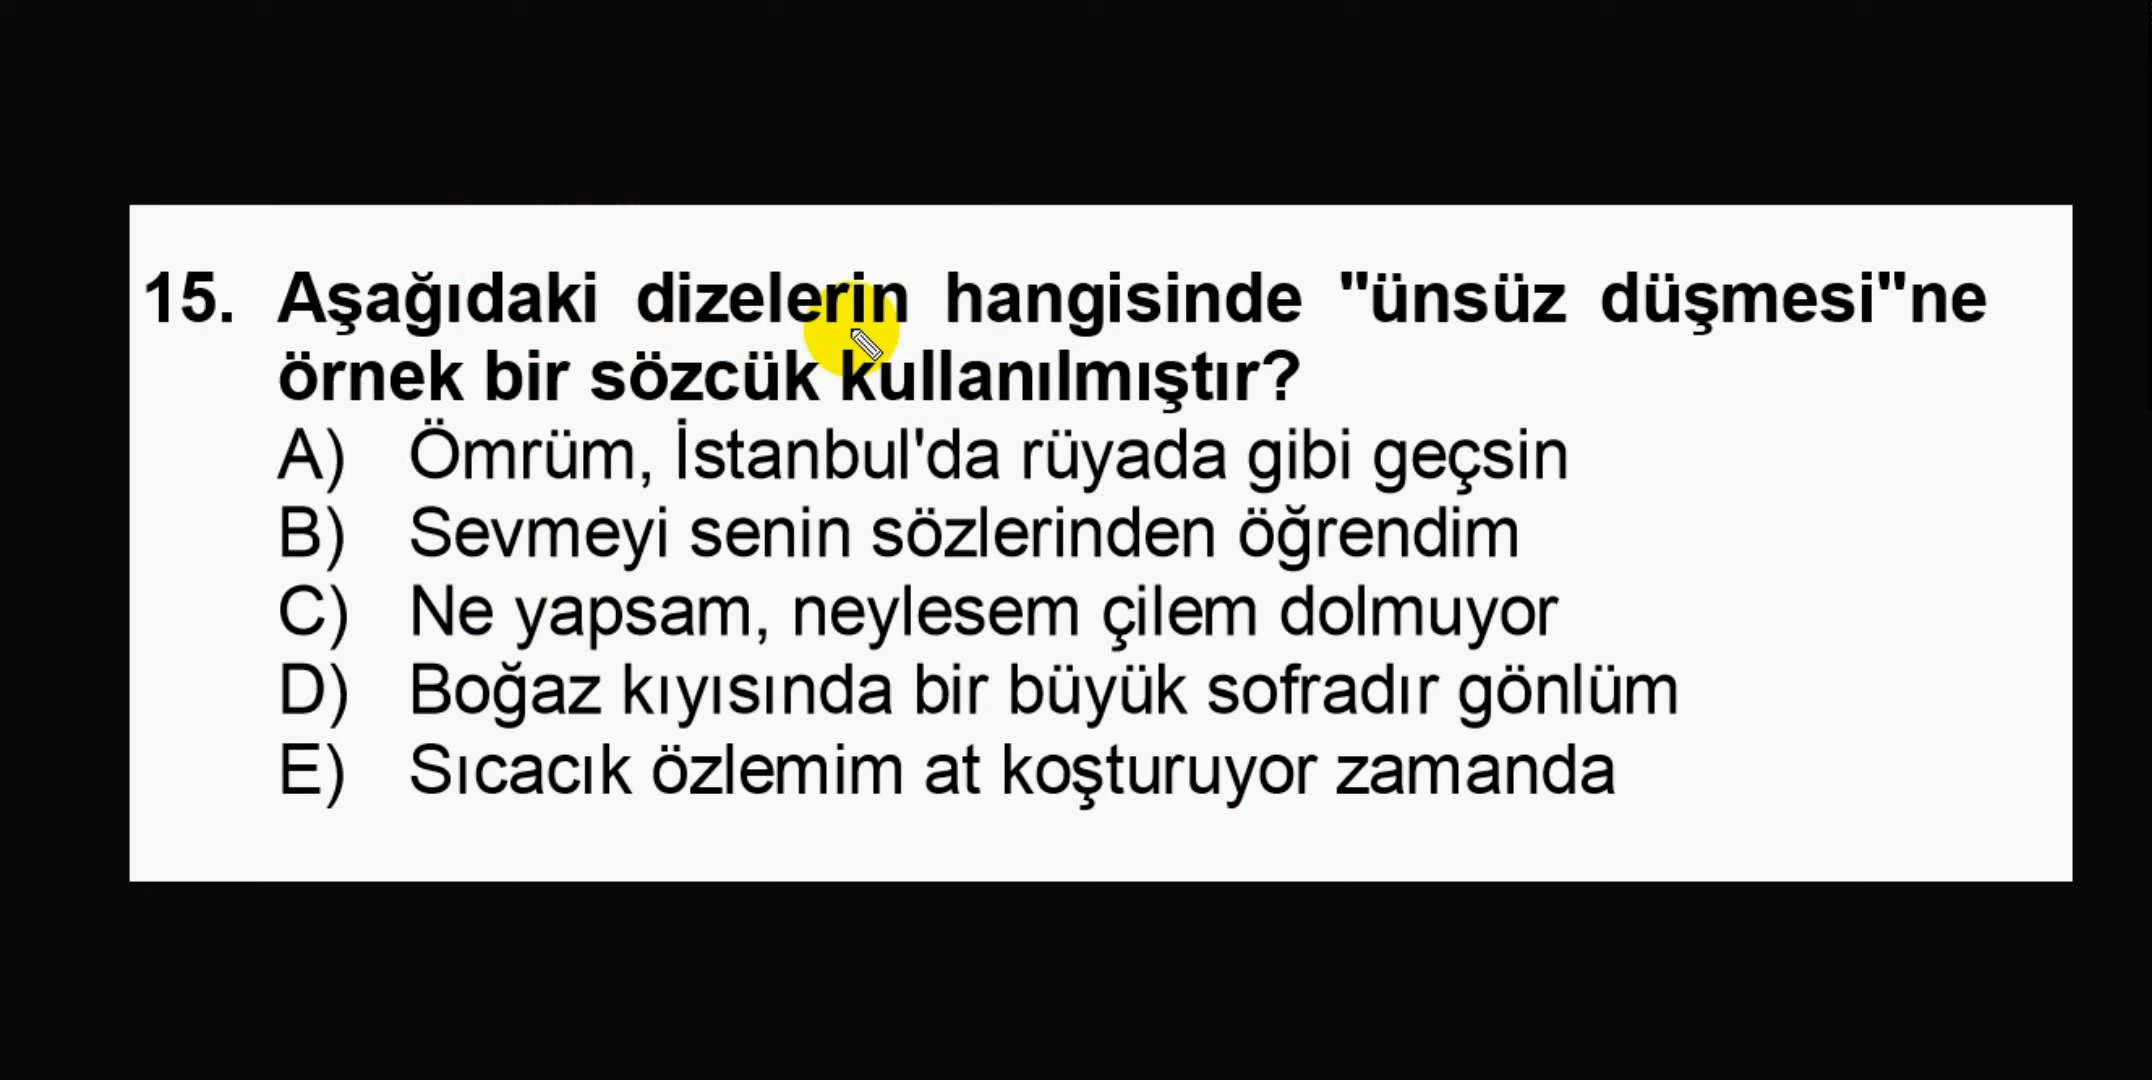 15. Aşağıdaki dizelerin hangisinde "ünsüz düşmesi"ne
örnek bir sözcük kullanılmıştır?
A) Ömrüm, İstanbul'da rüyada gibi geçsin
B) Sevmeyi senin sözlerinden öğrendim
C) Ne yapsam, neylesem çilem dolmuyor
D) Boğaz kıyısında bir büyük sofradır gönlüm
E) Sıcacık özlemim at koşturuyor zamanda